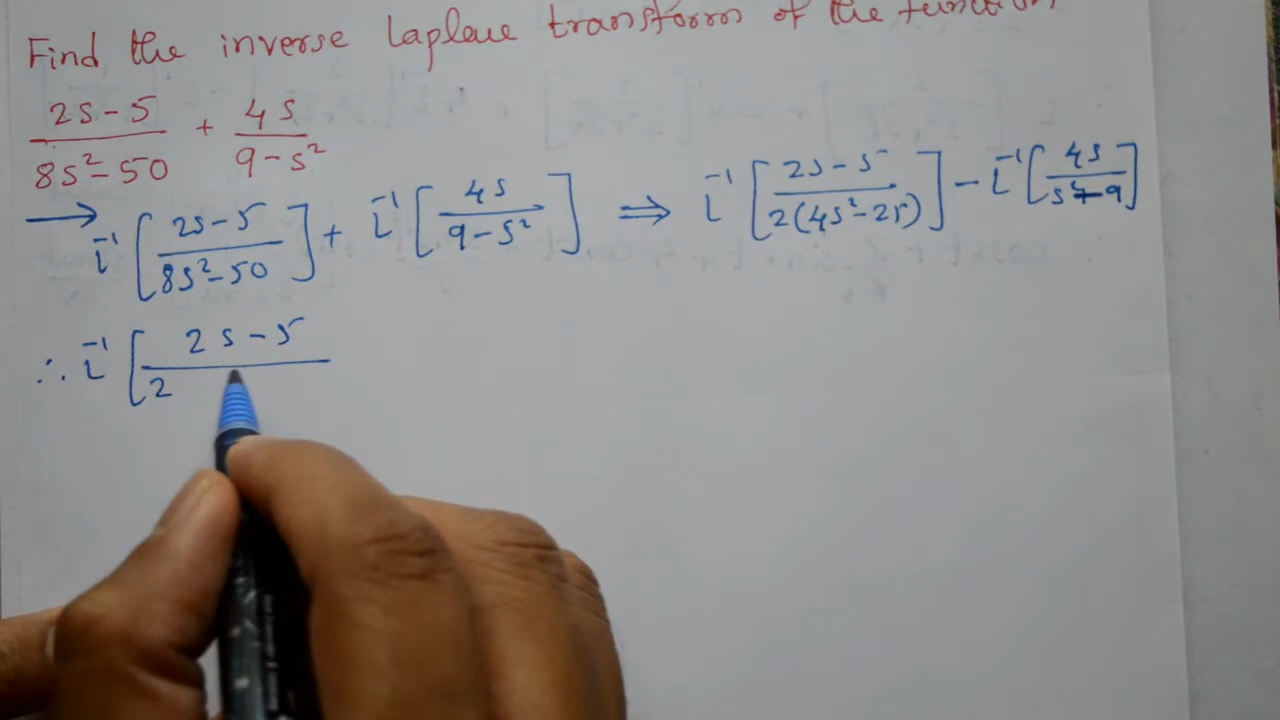 Find the inverse Laplace transform of the function
2s-5/8s²-50 + 4s/9-s²
→ L⁻¹[2s-5/8s²-50] + L⁻¹[4s/9-s²] ⇒ L⁻¹[2s-5/2(4s²-25)] - L⁻¹[4s/s²-9]
∴ L⁻¹[2s-5/2